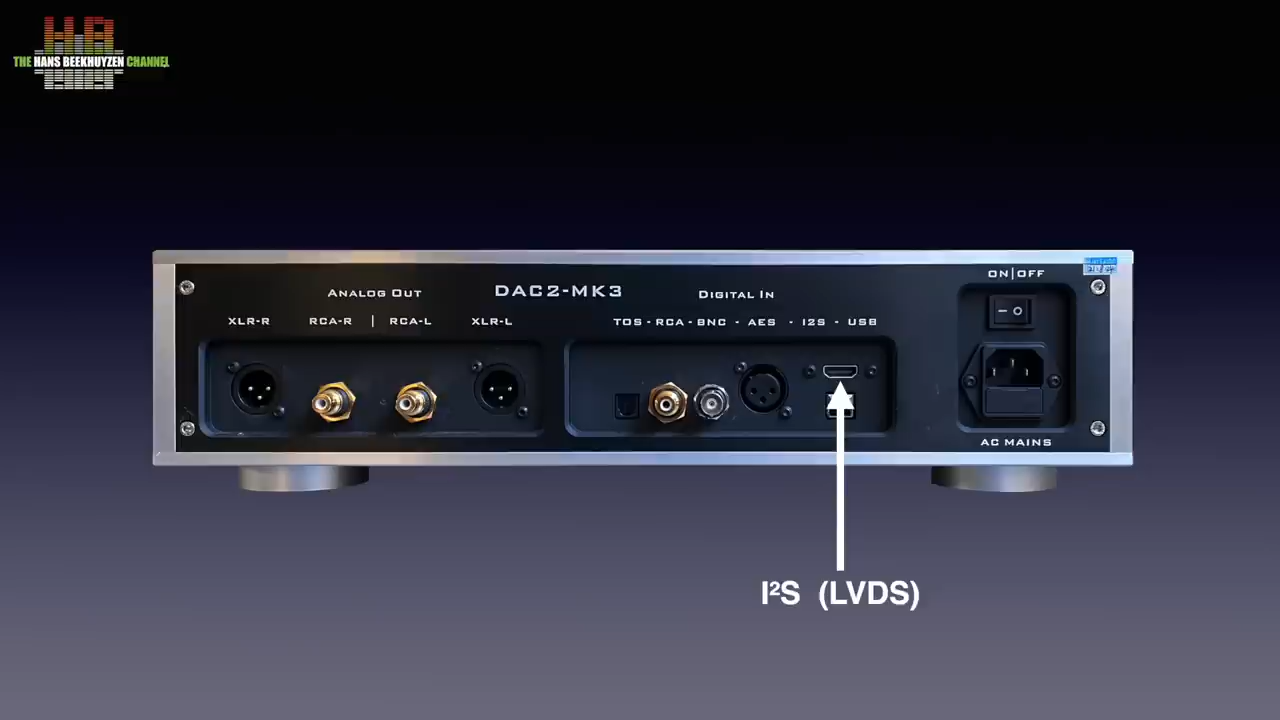 THE HANS BEEKHUYZEN CHANNEL
ON|OFF
ANALOG OUT
DAC2-MK3
DIGITAL IN
XLR-R
RCA-R | RCA-L
XLR-L
TOS - RCA - BNC - AES - I2S - USB
AC MAINS
I²S (LVDS)